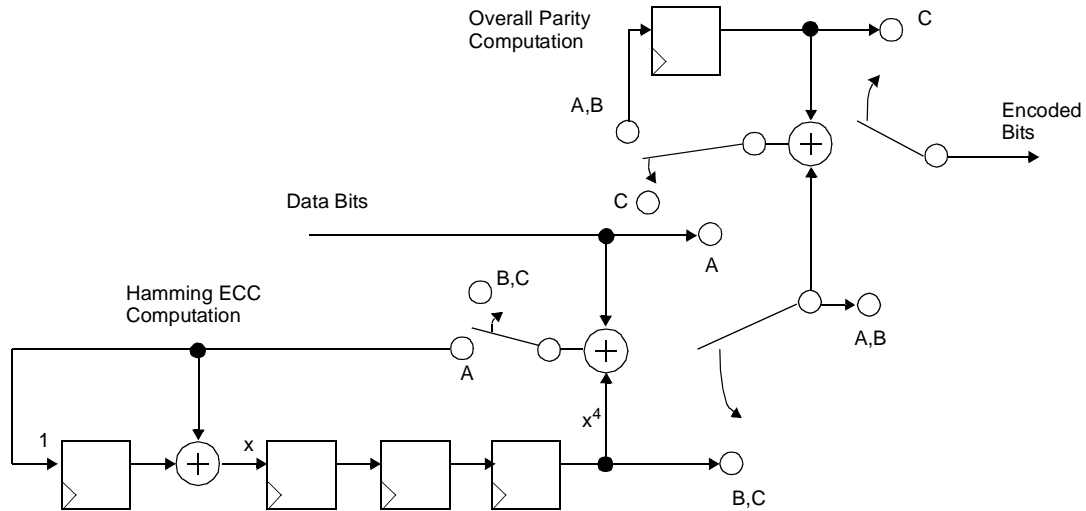 Overall Parity
Computation
C
A,B
Encoded
Bits
C
Data Bits
A
B,C
Hamming ECC
Computation
A,B
A
x⁴
1
x
B,C